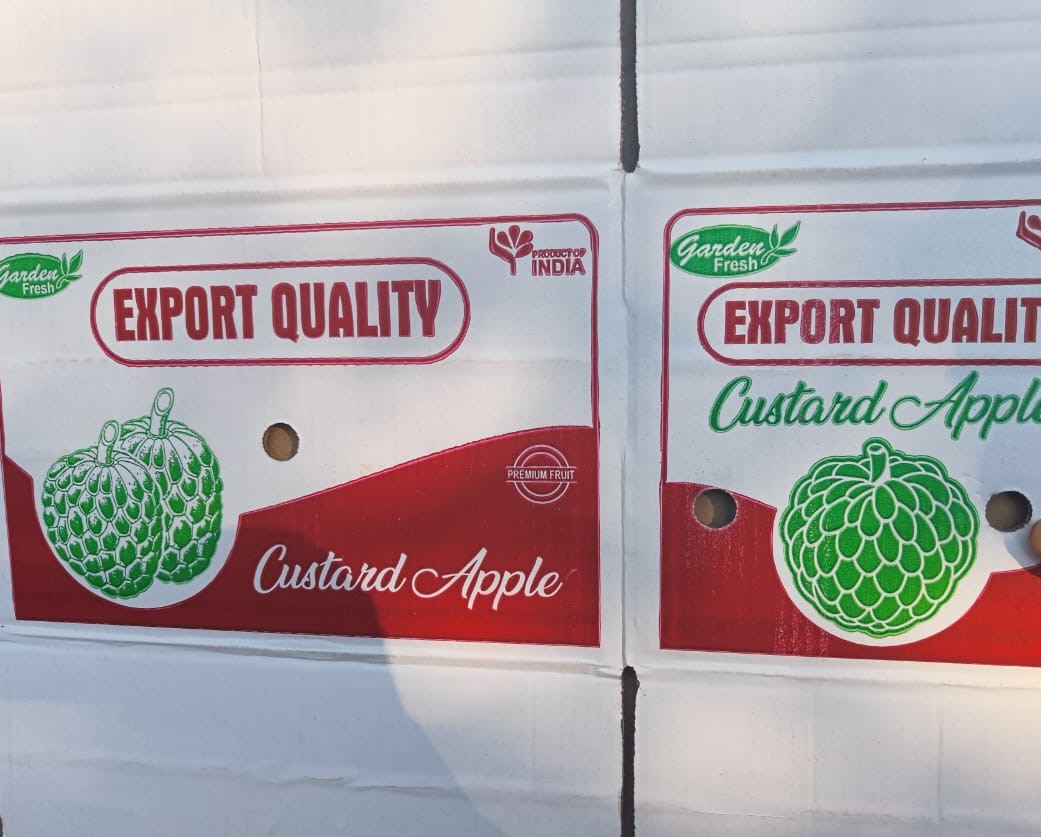 Garden
Fresh
EXPORT QUALITY
PRODUCT OF
INDIA
PREMIUM FRUIT
Custard Apple
Garden
Fresh
EXPORT QUALIT
Custard Apple